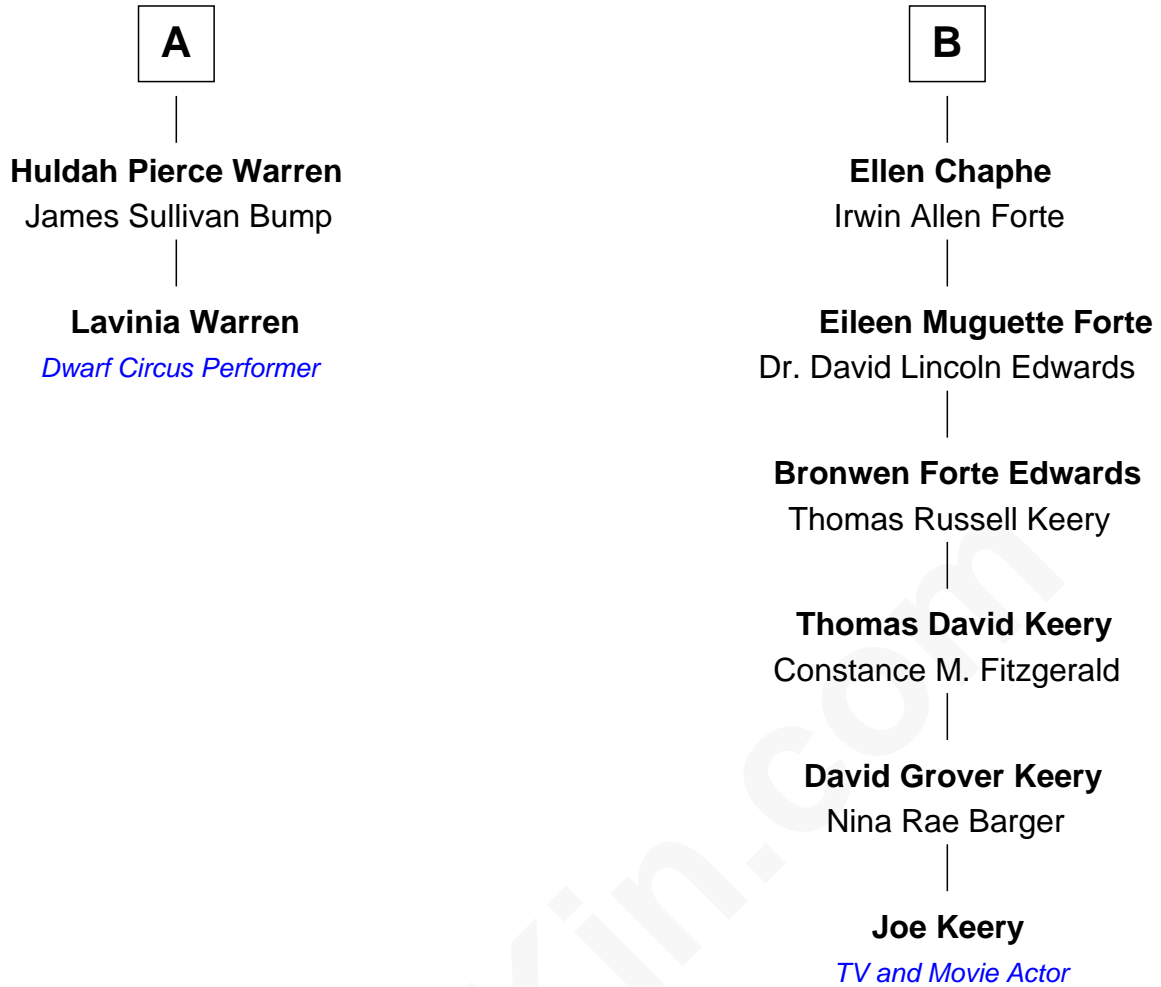 A
Huldah Pierce Warren
James Sullivan Bump
Lavinia Warren
Dwarf Circus Performer
B
Ellen Chaphe
Irwin Allen Forte
Eileen Muguette Forte
Dr. David Lincoln Edwards
Bronwen Forte Edwards
Thomas Russell Keery
Thomas David Keery
Constance M. Fitzgerald
David Grover Keery
Nina Rae Barger
Joe Keery
TV and Movie Actor
Kin.com